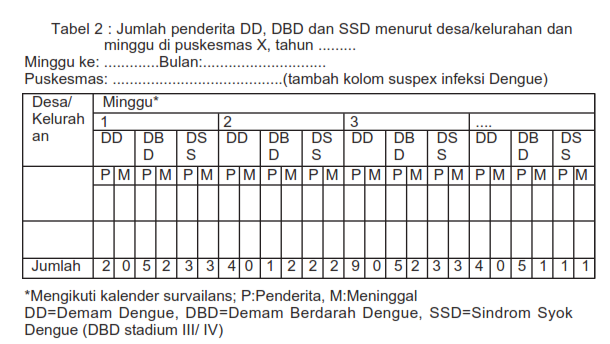 Tabel 2 : Jumlah penderita DD, DBD dan SSD menurut desa/kelurahan dan
minggu di puskesmas X, tahun .........
Minggu ke: .............Bulan:.............................
Puskesmas: ........................................(tambah kolom suspex infeksi Dengue)
Desa/ Minggu*
Kelurah 1 2 3 ....
an DD DB DS DD DB DS DD DB DS DD DB DS
D S D S D S D S
P M P M P M P M P M P M P M P M P M P M P M P M
Jumlah 2 0 5 2 3 3 4 0 1 2 2 2 9 0 5 2 3 3 4 0 5 1 1 1
*Mengikuti kalender survailans; P:Penderita, M:Meninggal
DD=Demam Dengue, DBD=Demam Berdarah Dengue, SSD=Sindrom Syok
Dengue (DBD stadium III/ IV)